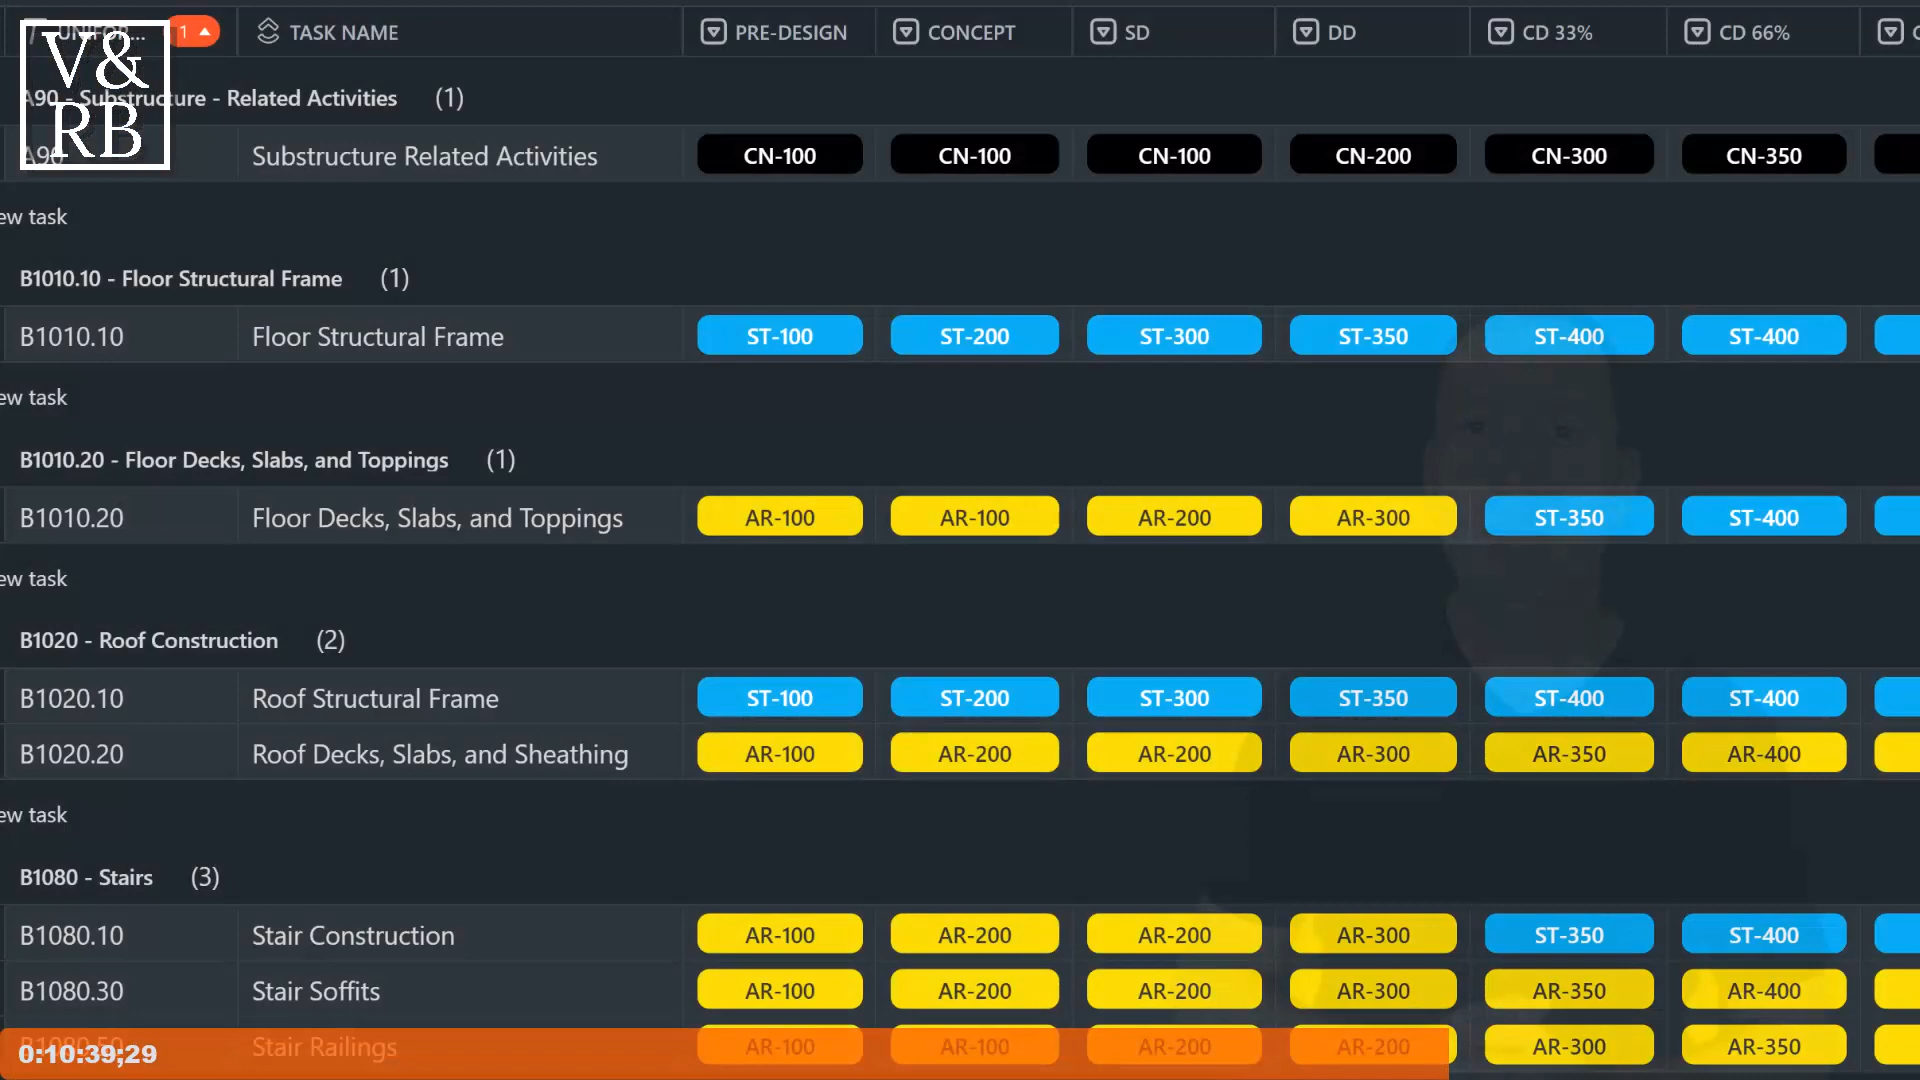 UNIFOR... 1 TASK NAME PRE-DESIGN CONCEPT SD DD CD 33% CD 66%
V&
RB
A90 - Substructure - Related Activities (1)
A90 Substructure Related Activities CN-100 CN-100 CN-100 CN-200 CN-300 CN-350
ew task
B1010.10 - Floor Structural Frame (1)
B1010.10 Floor Structural Frame ST-100 ST-200 ST-300 ST-350 ST-400 ST-400
ew task
B1010.20 - Floor Decks, Slabs, and Toppings (1)
B1010.20 Floor Decks, Slabs, and Toppings AR-100 AR-100 AR-200 AR-300 ST-350 ST-400
ew task
B1020 - Roof Construction (2)
B1020.10 Roof Structural Frame ST-100 ST-200 ST-300 ST-350 ST-400 ST-400
B1020.20 Roof Decks, Slabs, and Sheathing AR-100 AR-200 AR-200 AR-300 AR-350 AR-400
ew task
B1080 - Stairs (3)
B1080.10 Stair Construction AR-100 AR-200 AR-200 AR-300 ST-350 ST-400
B1080.30 Stair Soffits AR-100 AR-200 AR-200 AR-300 AR-350 AR-400
B1080.50 Stair Railings AR-100 AR-100 AR-200 AR-200 AR-300 AR-350
0:10:39;29